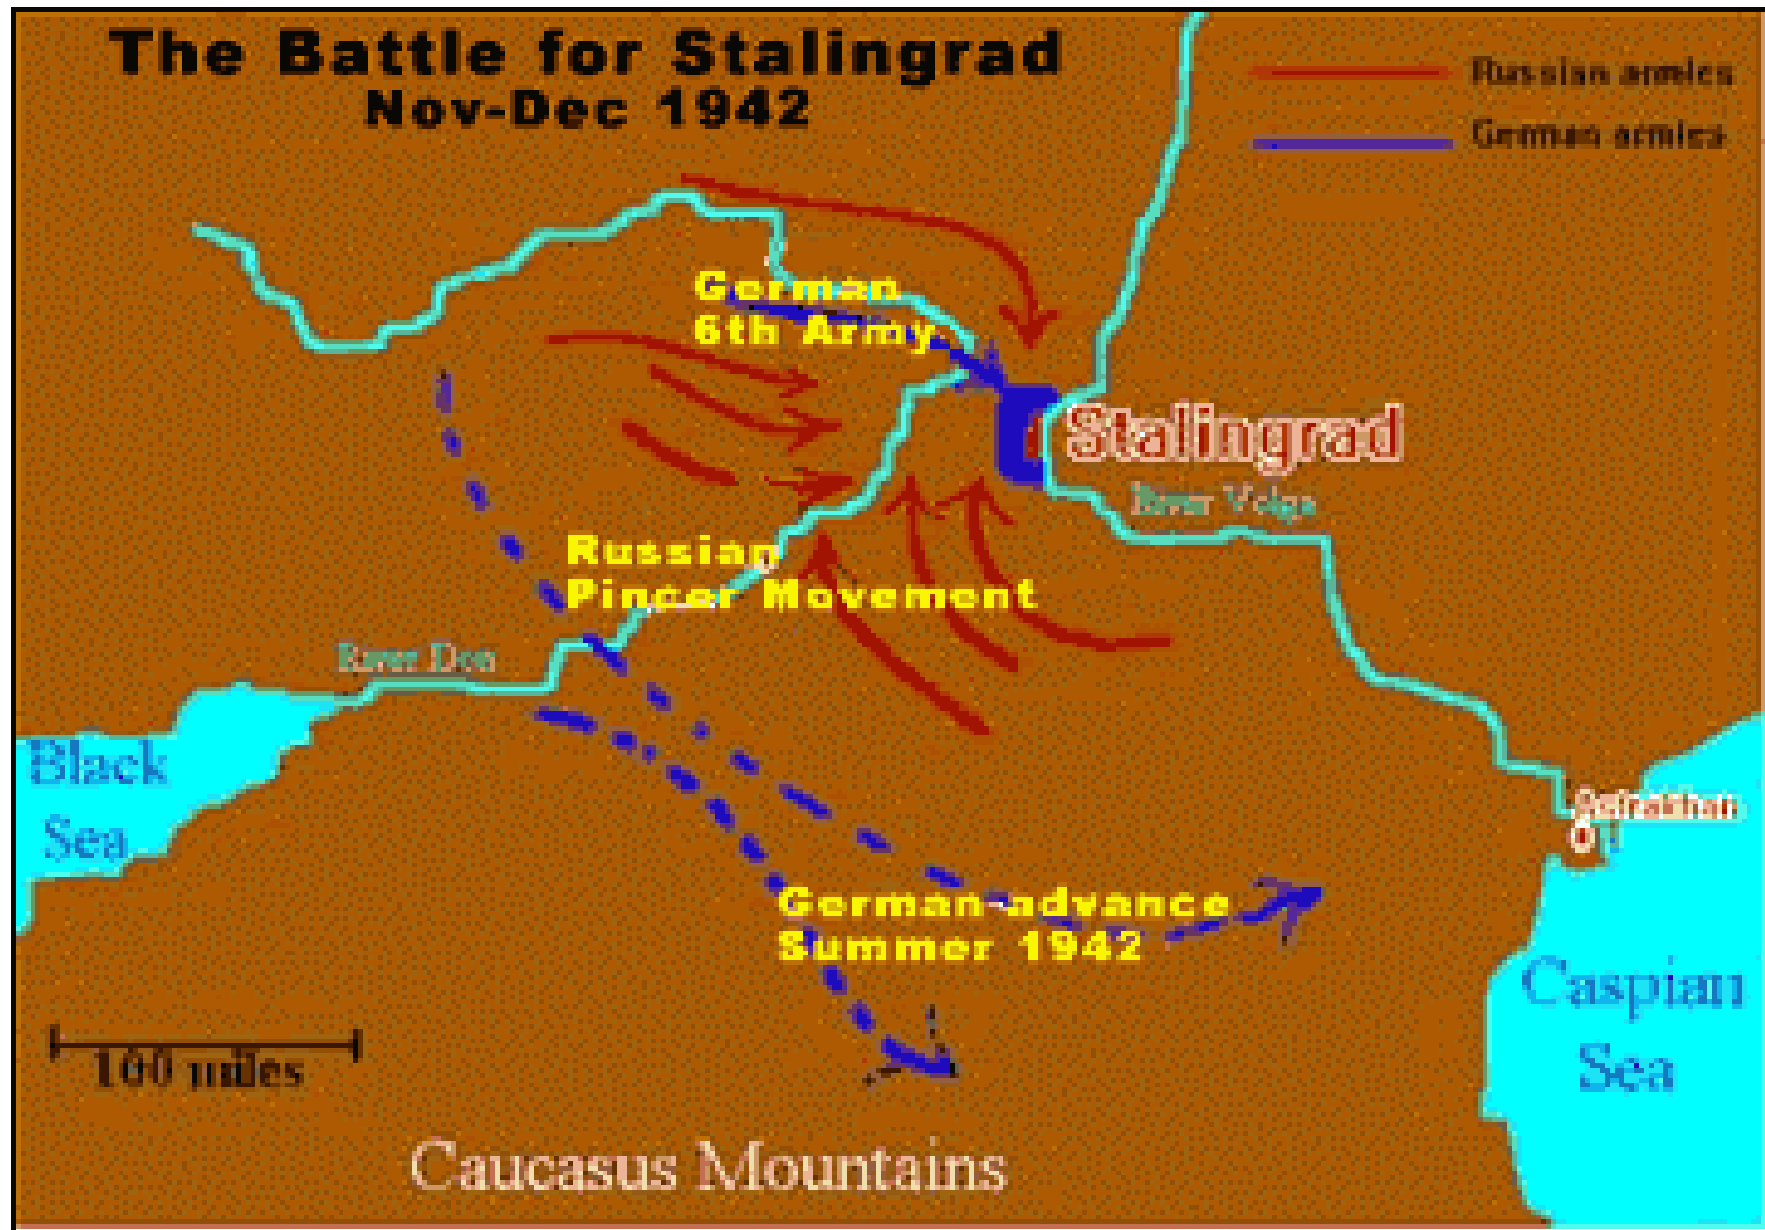 The Battle for Stalingrad
Nov-Dec 1942
Russian armies
German armies
German
6th Army
Stalingrad
River Volga
Russian
Pincer Movement
River Don
Black
Sea
Astrakhan
German advance
Summer 1942
Caspian
Sea
100 miles
Caucasus Mountains